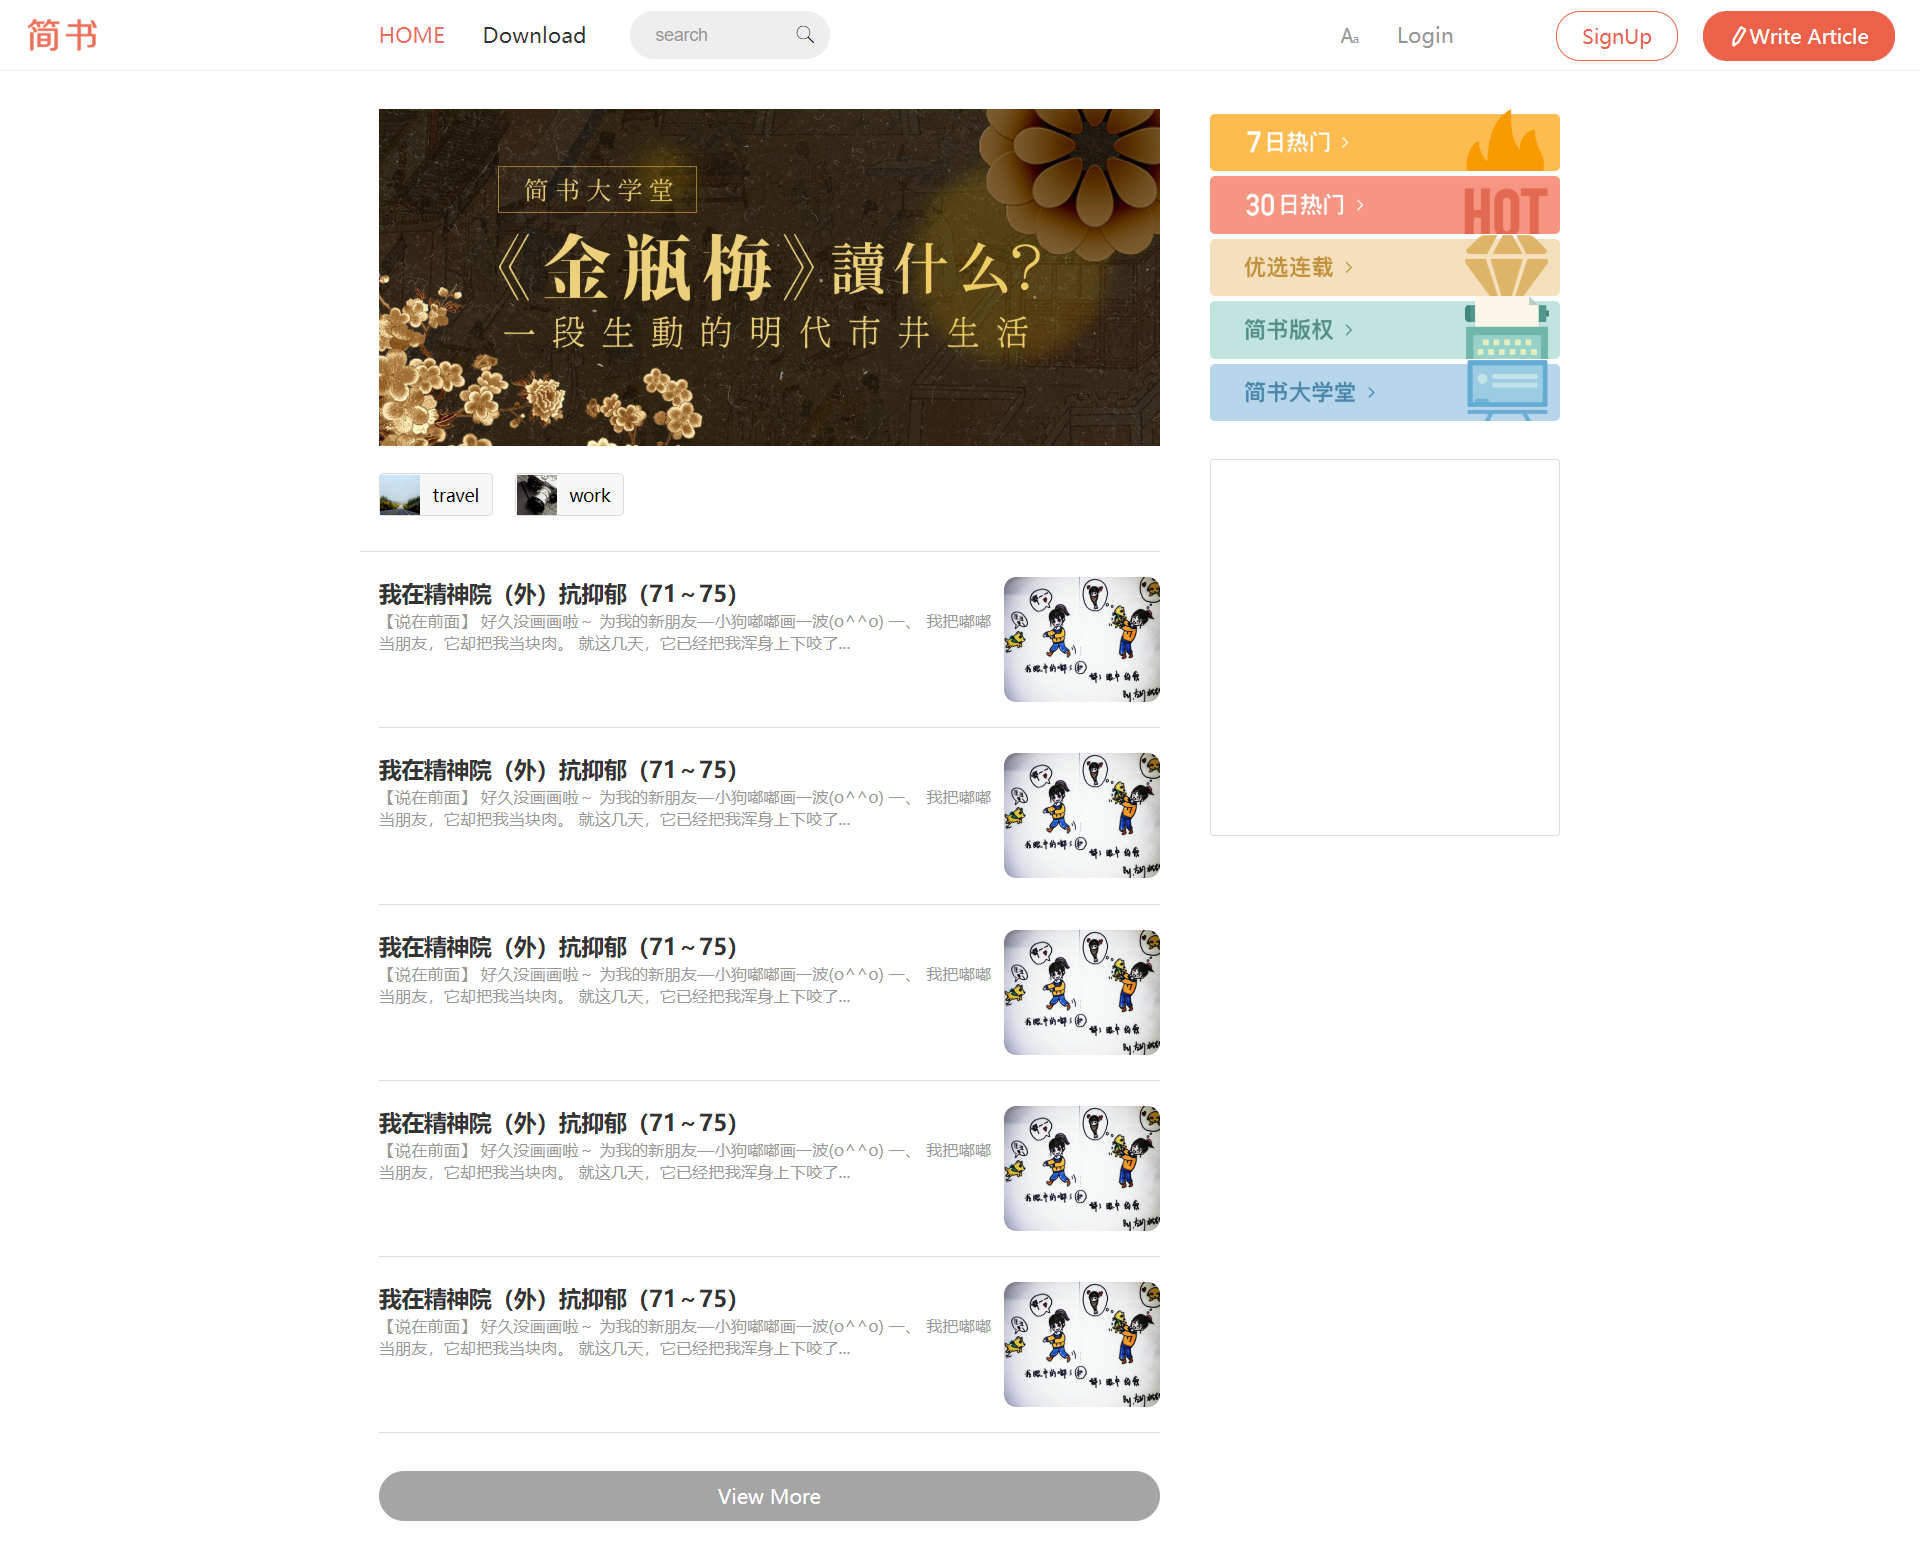 简书
HOME
Download
search
Aa
Login
SignUp
Write Article
简书大学堂
《金瓶梅》讀什么?
一段生動的明代市井生活
7日热门
30日热门
HOT
优选连载
简书版权
简书大学堂
travel
work
我在精神院（外）抗抑郁（71～75）
【说在前面】 好久没画画啦～ 为我的新朋友—小狗嘟嘟画一波(o^^o) 一、 我把嘟嘟
当朋友，它却把我当块肉。 就这几天，它已经把我浑身上下咬了...
我在精神院（外）抗抑郁（71～75）
【说在前面】 好久没画画啦～ 为我的新朋友—小狗嘟嘟画一波(o^^o) 一、 我把嘟嘟
当朋友，它却把我当块肉。 就这几天，它已经把我浑身上下咬了...
我在精神院（外）抗抑郁（71～75）
【说在前面】 好久没画画啦～ 为我的新朋友—小狗嘟嘟画一波(o^^o) 一、 我把嘟嘟
当朋友，它却把我当块肉。 就这几天，它已经把我浑身上下咬了...
我在精神院（外）抗抑郁（71～75）
【说在前面】 好久没画画啦～ 为我的新朋友—小狗嘟嘟画一波(o^^o) 一、 我把嘟嘟
当朋友，它却把我当块肉。 就这几天，它已经把我浑身上下咬了...
我在精神院（外）抗抑郁（71～75）
【说在前面】 好久没画画啦～ 为我的新朋友—小狗嘟嘟画一波(o^^o) 一、 我把嘟嘟
当朋友，它却把我当块肉。 就这几天，它已经把我浑身上下咬了...
View More